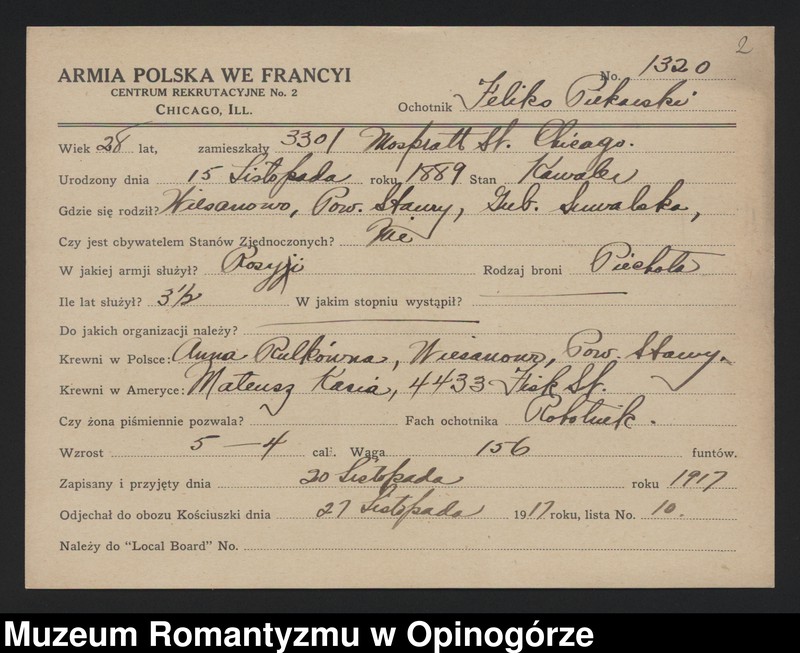 2
ARMIA POLSKA WE FRANCYI
CENTRUM REKRUTACYJNE No. 2
CHICAGO, ILL.
No. 1320
Ochotnik Feliks Piekarski
Wiek 28 lat, zamieszkały 3301 Mospratt St. Chicago.
Urodzony dnia 15 Listopada roku 1889 Stan Kawaler
Gdzie się rodził? Wiesanowo, Pow. Stawy, Gub. Suwalska,
Czy jest obywatelem Stanów Zjednoczonych? Nie
W jakiej armji służył? Rosyji Rodzaj broni Piechota
Ile lat służył? 3½ W jakim stopniu wystąpił?
Do jakich organizacji należy?
Krewni w Polsce: Anna Rulkówna, Wiesanowo, Pow. Stawy.
Krewni w Ameryce: Mateusz Kasia, 4433 Fisk St.
Czy żona piśmiennie pozwala? Fach ochotnika Robotnik.
Wzrost 5-4 cal. Waga 156 funtów.
Zapisany i przyjęty dnia 20 Listopada roku 1917
Odjechał do obozu Kościuszki dnia 27 Listopada 1917 roku, lista No. 10.
Należy do "Local Board" No.
Muzeum Romantyzmu w Opinogórze